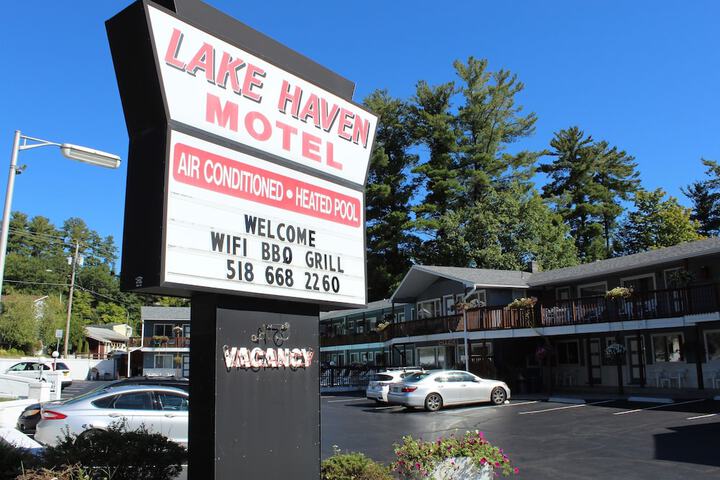 LAKE HAVEN
MOTEL
AIR CONDITIONED • HEATED POOL
WELCOME
WIFI BBQ GRILL
518 668 2260
VACANCY